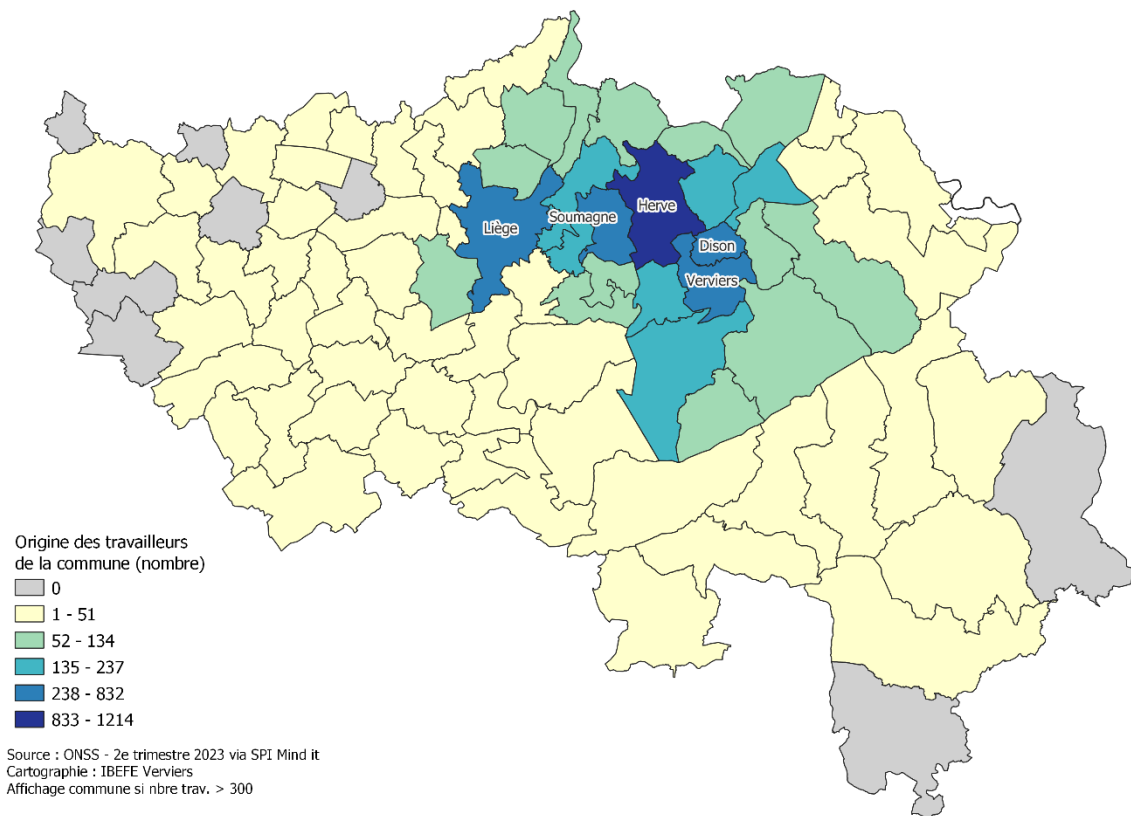 Herve
Soumagne
Liège
Dison
Verviers
Origine des travailleurs
de la commune (nombre)
0
1 - 51
52 - 134
135 - 237
238 - 832
833 - 1214
Source : ONSS - 2e trimestre 2023 via SPI Mind it
Cartographie : IBEFE Verviers
Affichage commune si nbre trav. > 300